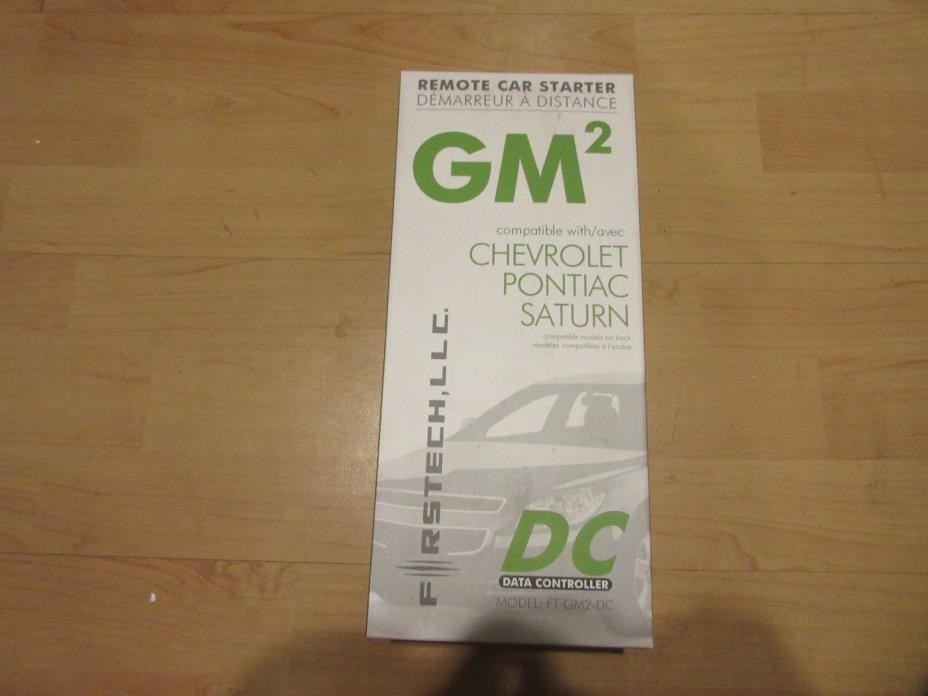 REMOTE CAR STARTER
DÉMARREUR À DISTANCE
GM²
compatible with/avec
CHEVROLET
PONTIAC
SATURN
compatible models on back
modèles compatibles à l'endos
FIRSTECH, LLC.
DC
DATA CONTROLLER
MODEL: FT-GM2-DC